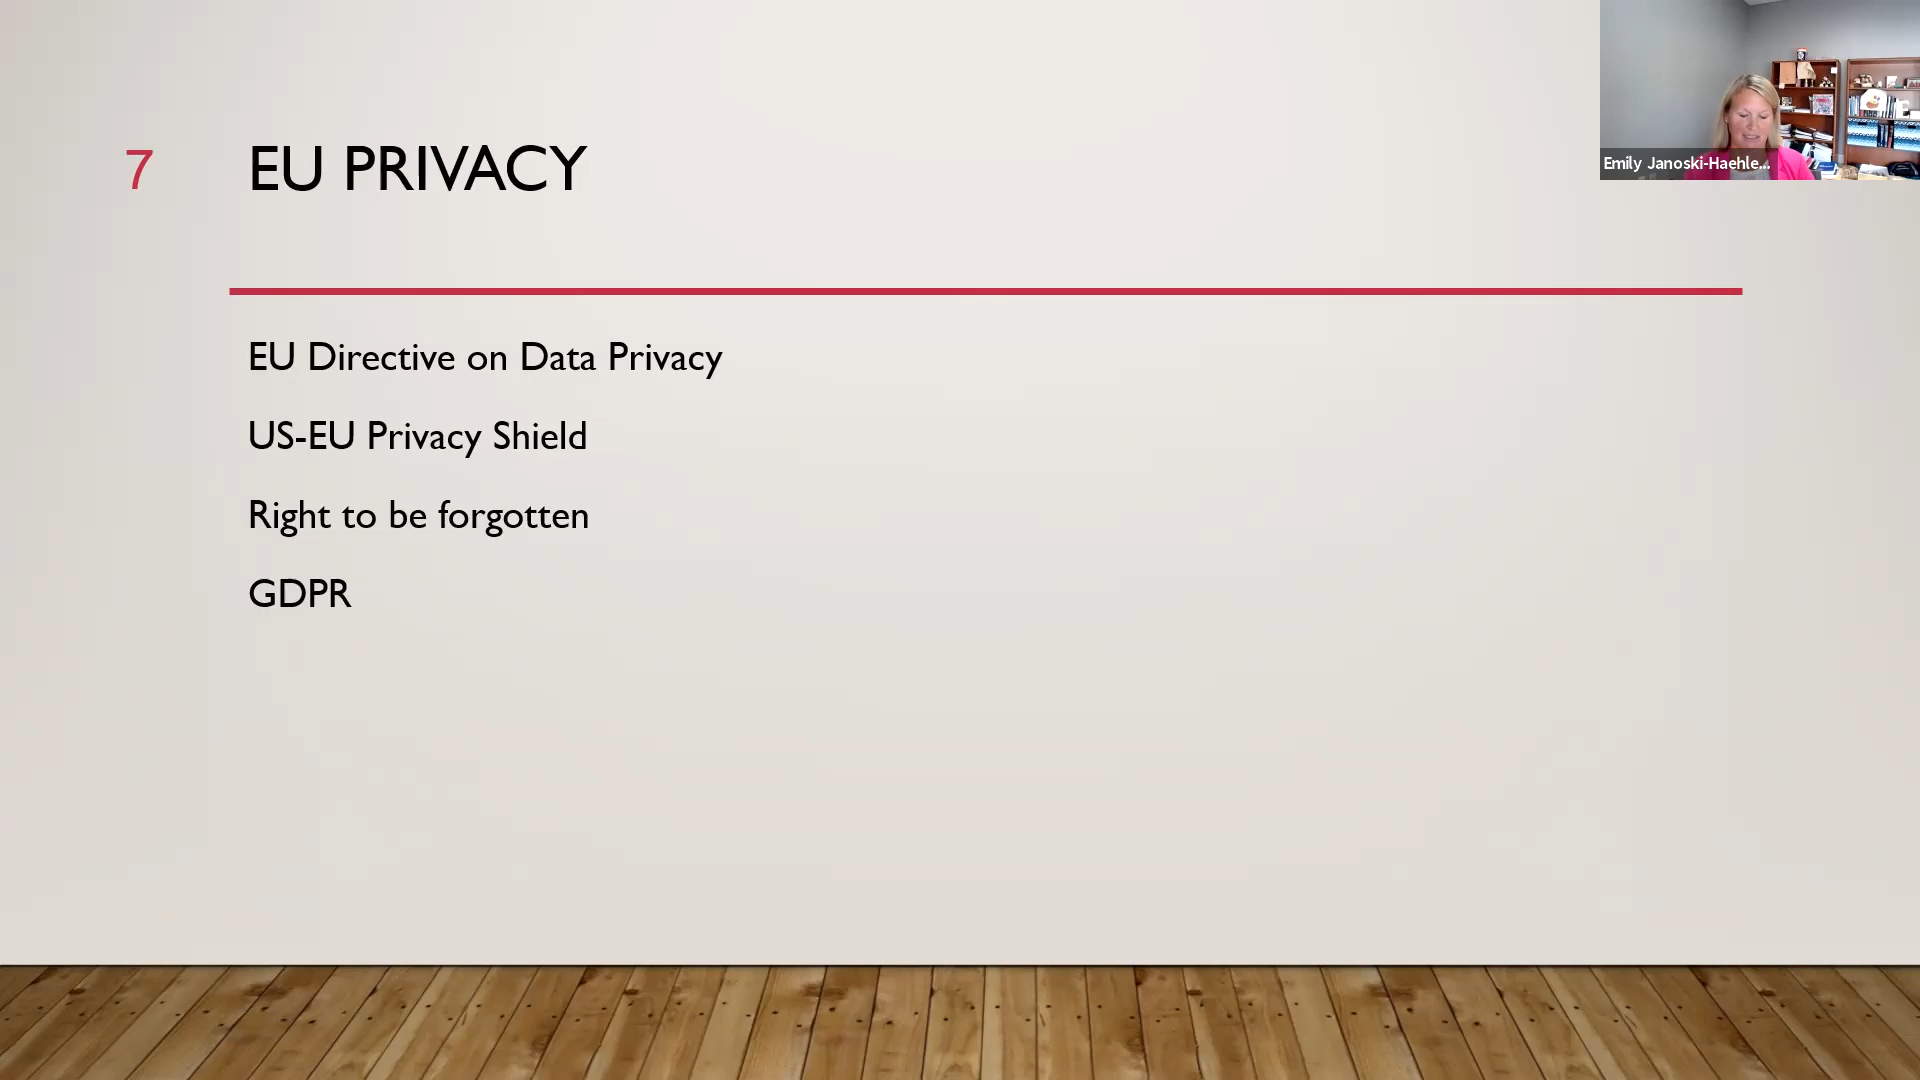 7
EU PRIVACY
Emily Janoski-Haehle...
EU Directive on Data Privacy
US-EU Privacy Shield
Right to be forgotten
GDPR